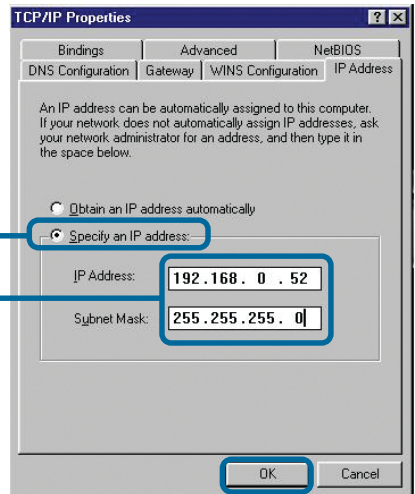 TCP/IP Properties
Bindings Advanced NetBIOS
DNS Configuration Gateway WINS Configuration IP Address
An IP address can be automatically assigned to this computer.
If your network does not automatically assign IP addresses, ask
your network administrator for an address, and then type it in
the space below.
Obtain an IP address automatically
Specify an IP address:
IP Address: 192.168. 0 . 52
Subnet Mask: 255.255.255. 0
OK Cancel